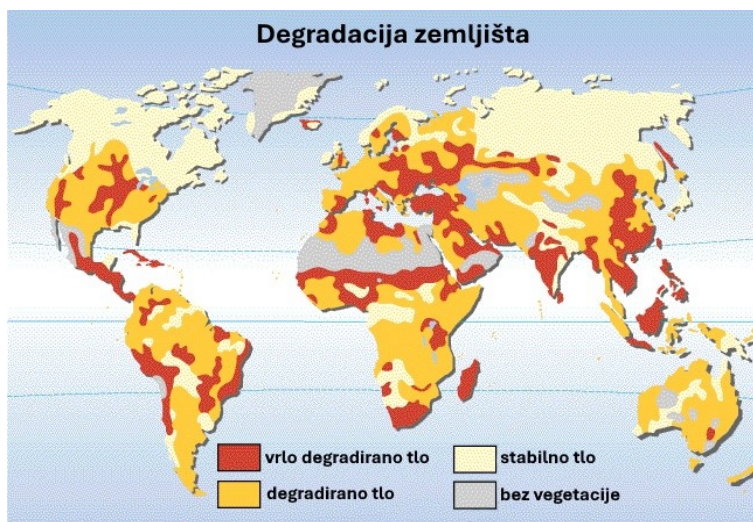 Degradacija zemljišta
vrlo degradirano tlo
stabilno tlo
degradirano tlo
bez vegetacije